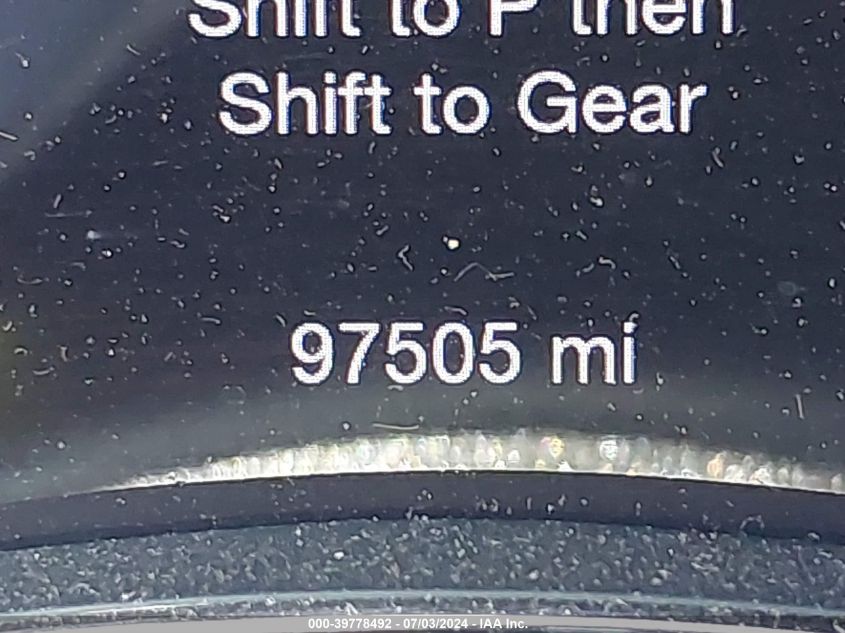 Shift to P then
Shift to Gear
97505 mi
000-39778492 - 07/03/2024 - IAA Inc.